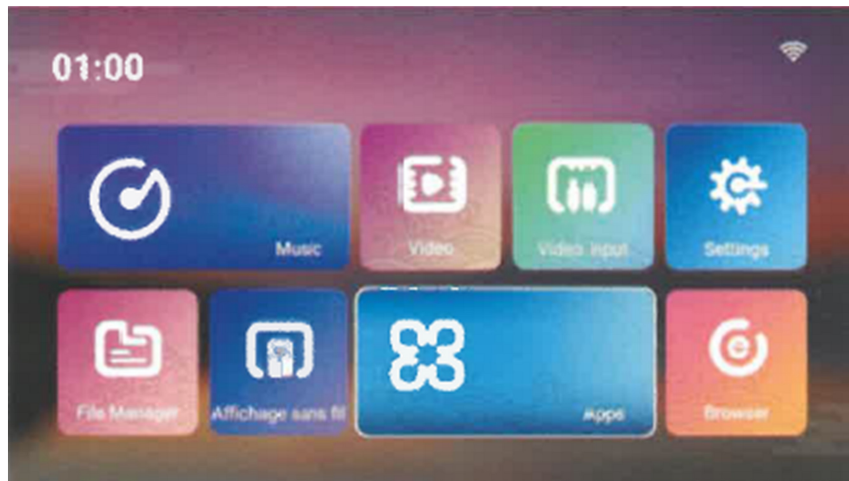 01:00
Music
Video
Video Input
Settings
File Manager
Affichage sans fil
Apps
Browser